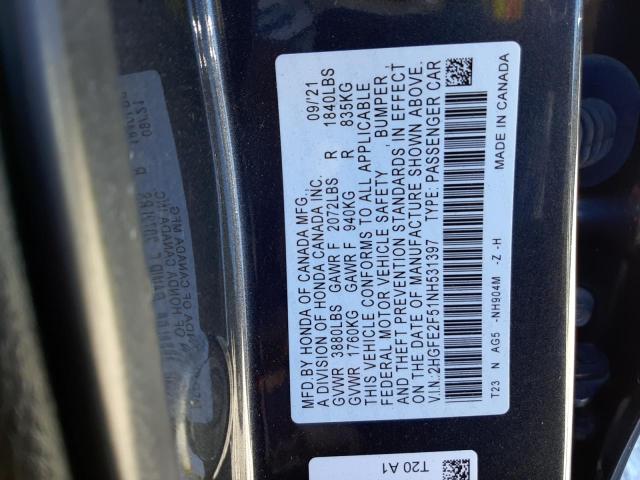 MFD.BY HONDA OF CANADA MFG. 09/21
A DIVISION OF HONDA CANADA INC.
GVWR 3880LBS GAWR F 2072LBS R 1840LBS
GVWR 1760KG GAWR F 940KG R 835KG
THIS VEHICLE CONFORMS TO ALL APPLICABLE
FEDERAL MOTOR VEHICLE SAFETY , BUMPER ,
AND THEFT PREVENTION STANDARDS IN EFFECT
ON THE DATE OF MANUFACTURE SHOWN ABOVE.
V.I.N.:2HGFE2F51NH531397 TYPE: PASSENGER CAR
T23 N AG5 -NH904M -Z -H MADE IN CANADA
T20 A1